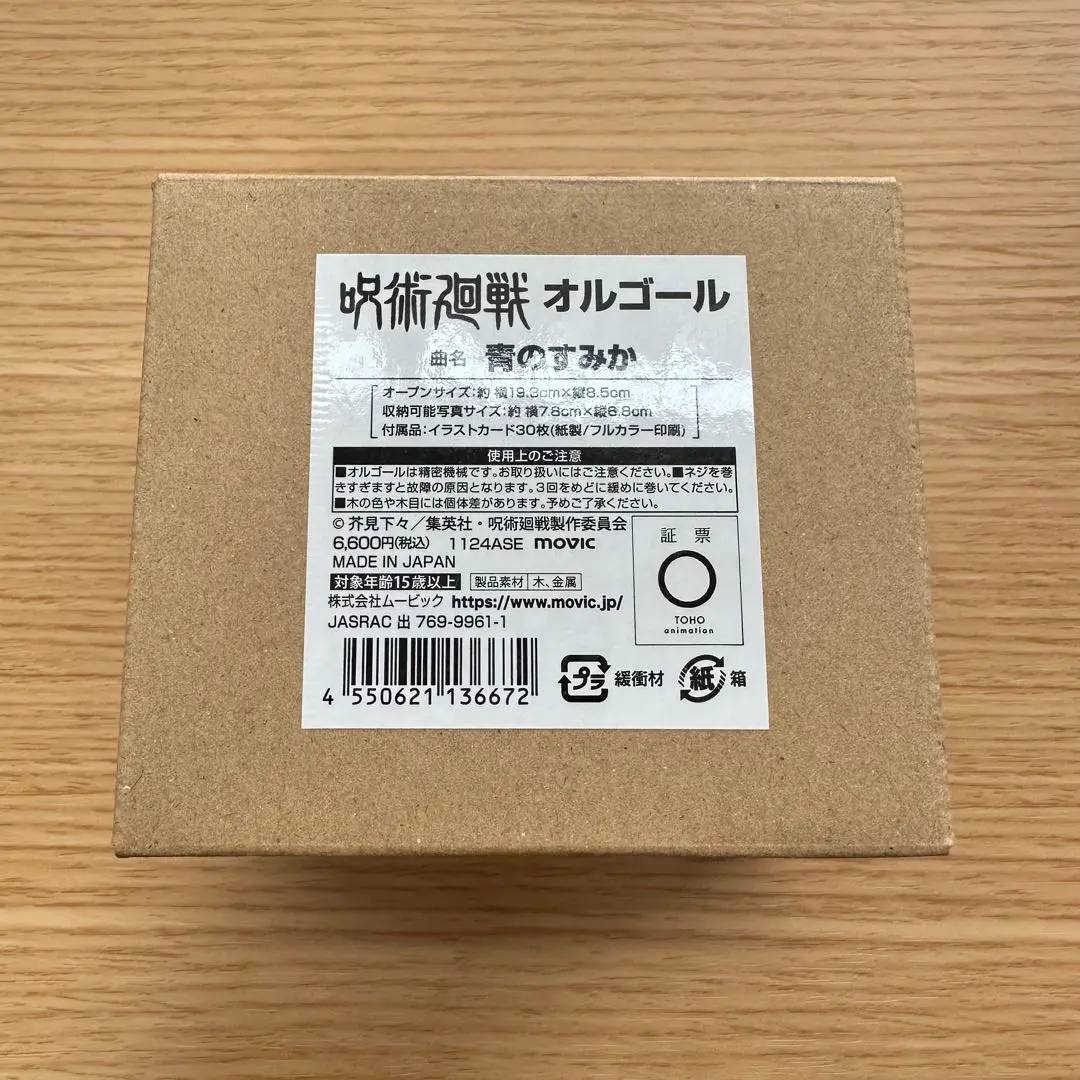 呪術廻戦 オルゴール
曲名 青のすみか
オープンサイズ:約 横19.3cm×縦8.5cm
収納可能写真サイズ:約 横7.8cm×縦6.8cm
付属品:イラストカード30枚(紙製/フルカラー印刷)
使用上のご注意
■オルゴールは精密機械です。お取り扱いにはご注意ください。■ネジを巻
きすぎますと故障の原因となります。3回をめどに緩めに巻いてください。
■木の色や木目には個体差があります。予めご了承ください。
©芥見下々／集英社・呪術廻戦製作委員会
6,600円(税込) 1124ASE movic
MADE IN JAPAN
対象年齢15歳以上 製品素材 木、金属
株式会社ムービック https://www.movic.jp/
JASRAC 出 769-9961-1
証票
TOHO
animation
4 550621 136672
プラ 緩衝材 紙 箱